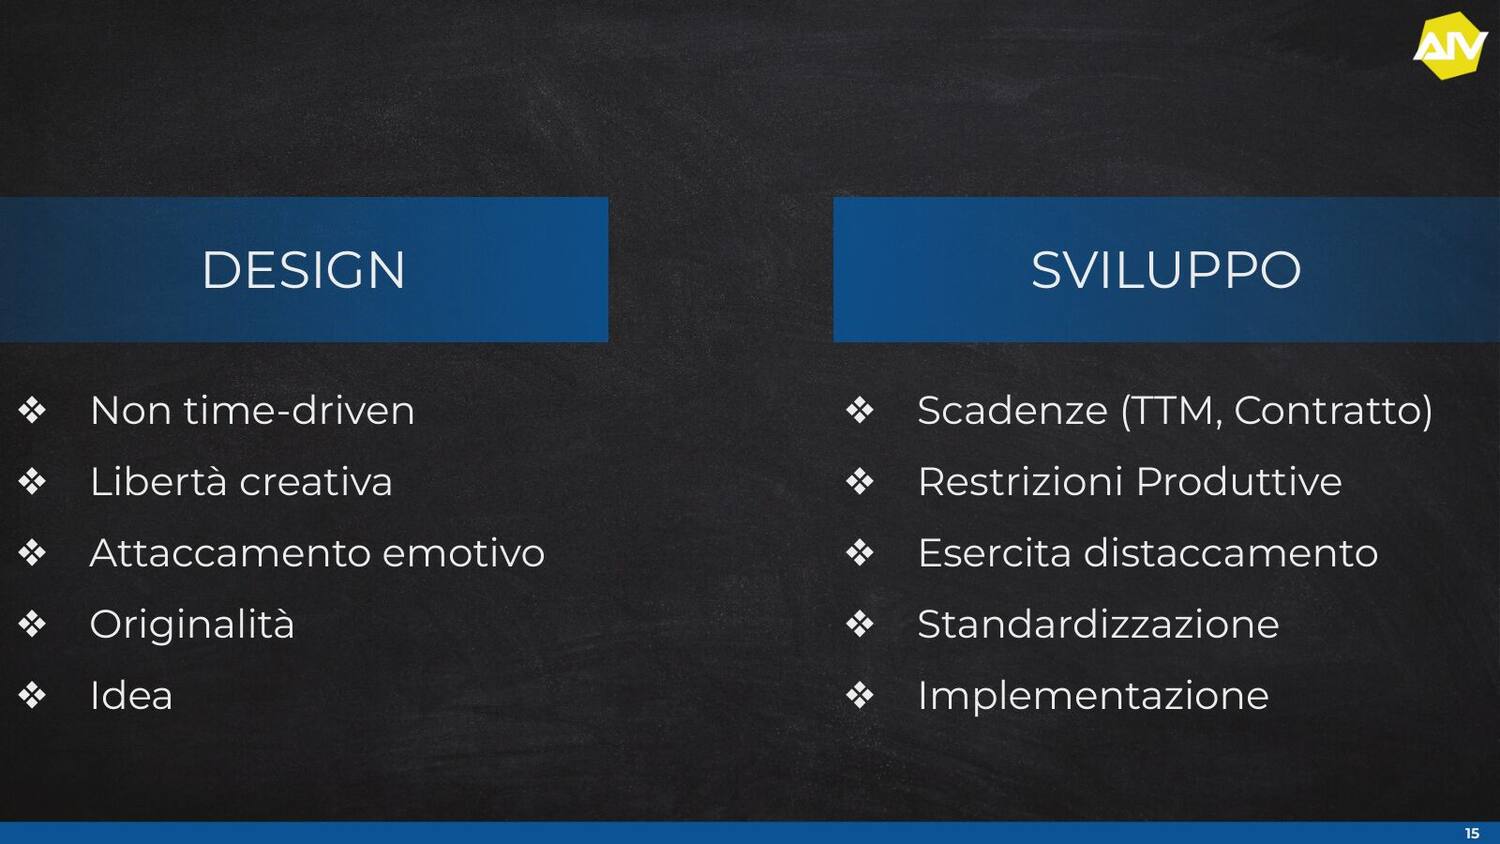 AIV
DESIGN
❖ Non time-driven
❖ Libertà creativa
❖ Attaccamento emotivo
❖ Originalità
❖ Idea
SVILUPPO
❖ Scadenze (TTM, Contratto)
❖ Restrizioni Produttive
❖ Esercita distaccamento
❖ Standardizzazione
❖ Implementazione
15